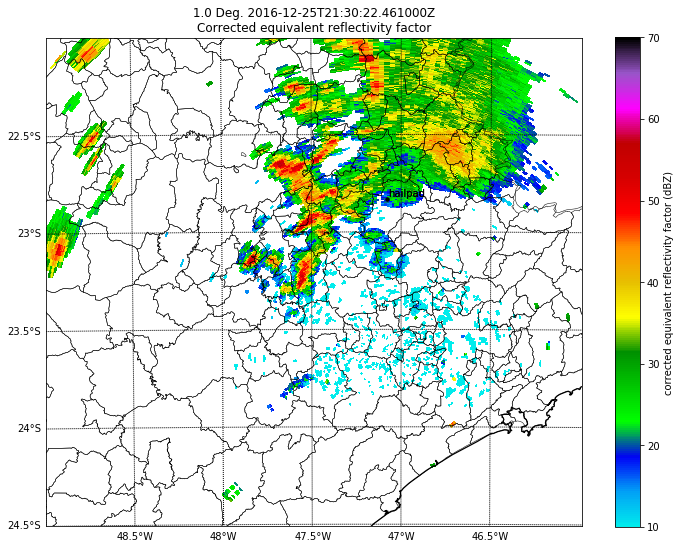 1.0 Deg. 2016-12-25T21:30:22.461000Z
Corrected equivalent reflectivity factor
22.5°S
23°S
23.5°S
24°S
24.5°S
48.5°W
48°W
47.5°W
47°W
46.5°W
70
60
50
40
30
20
10
corrected equivalent reflectivity factor (dBZ)